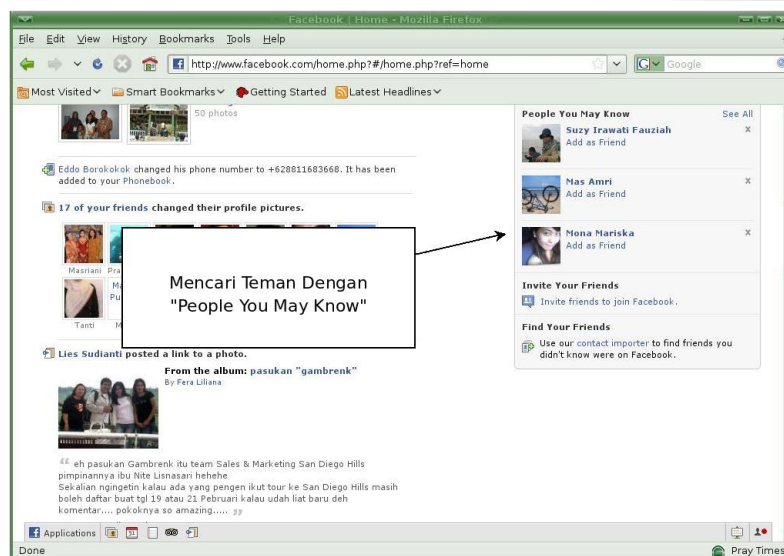 Facebook | Home - Mozilla Firefox
File Edit View History Bookmarks Tools Help
http://www.facebook.com/home.php?#/home.php?ref=home
G Google
Most Visited Smart Bookmarks Getting Started Latest Headlines
50 photos
Eddo Borokokok changed his phone number to +628811683668. It has been
added to your Phonebook.
17 of your friends changed their profile pictures.
Masriani
Tanti
Mencari Teman Dengan
"People You May Know"
Lies Sudianti posted a link to a photo.
From the album: pasukan "gambrenk"
By Fera Liliana
eh pasukan Gambrenk itu team Sales & Marketing San Diego Hills
pimpinannya ibu Nite Lisnasari hehehe
Sekalian ngingetin kalau ada yang pengen ikut tour ke San Diego Hills masih
boleh daftar buat tgl 19 atau 21 Pebruari kalau udah liat baru deh
komentar.... pokoknya so amazing.....
People You May Know See All
Suzy Irawati Fauziah x
Add as Friend
Mas Amri x
Add as Friend
Mona Mariska x
Add as Friend
Invite Your Friends
Invite friends to join Facebook.
Find Your Friends
Use our contact importer to find friends you
didn't know were on Facebook.
Applications 31
Done Pray Times